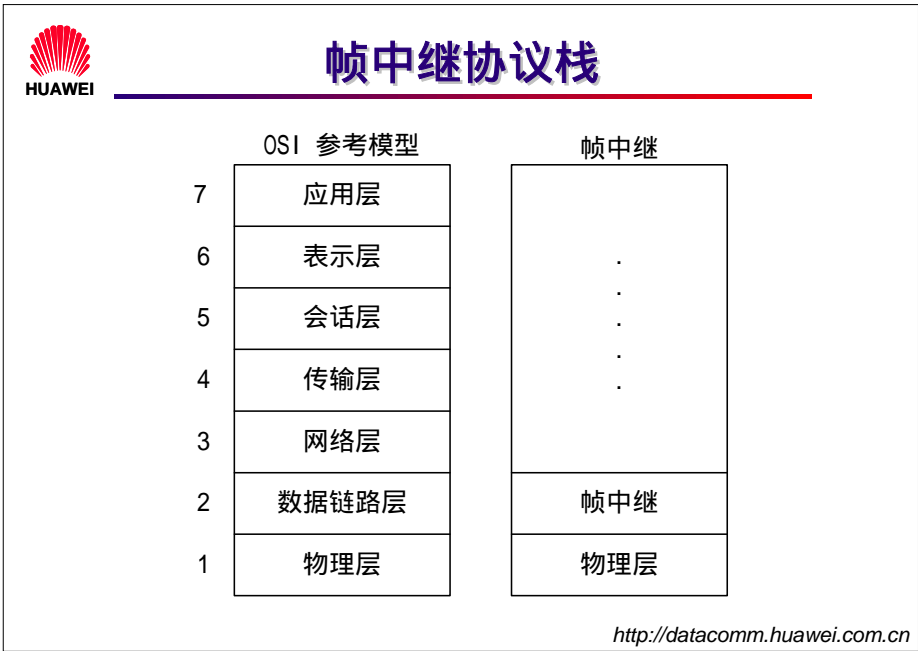 HUAWEI
帧中继协议栈
OSI 参考模型
帧中继
7 应用层
6 表示层
.
5 会话层
.
.
4 传输层
.
.
3 网络层
2 数据链路层 帧中继
1 物理层 物理层
http://datacomm.huawei.com.cn